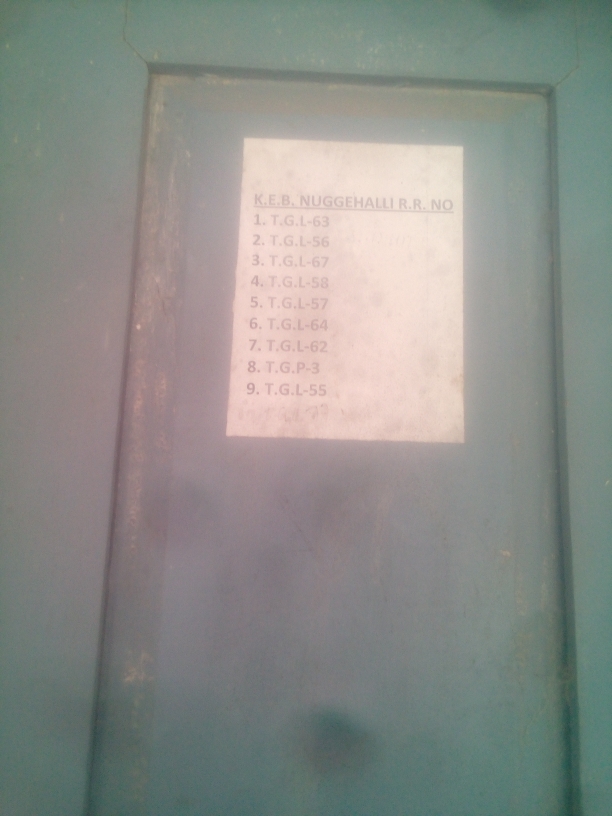 K.E.B. NUGGEHALLI R.R. NO
1. T.G.L-63
2. T.G.L-56
3. T.G.L-67
4. T.G.L-58
5. T.G.L-57
6. T.G.L-64
7. T.G.L-62
8. T.G.P-3
9. T.G.L-55